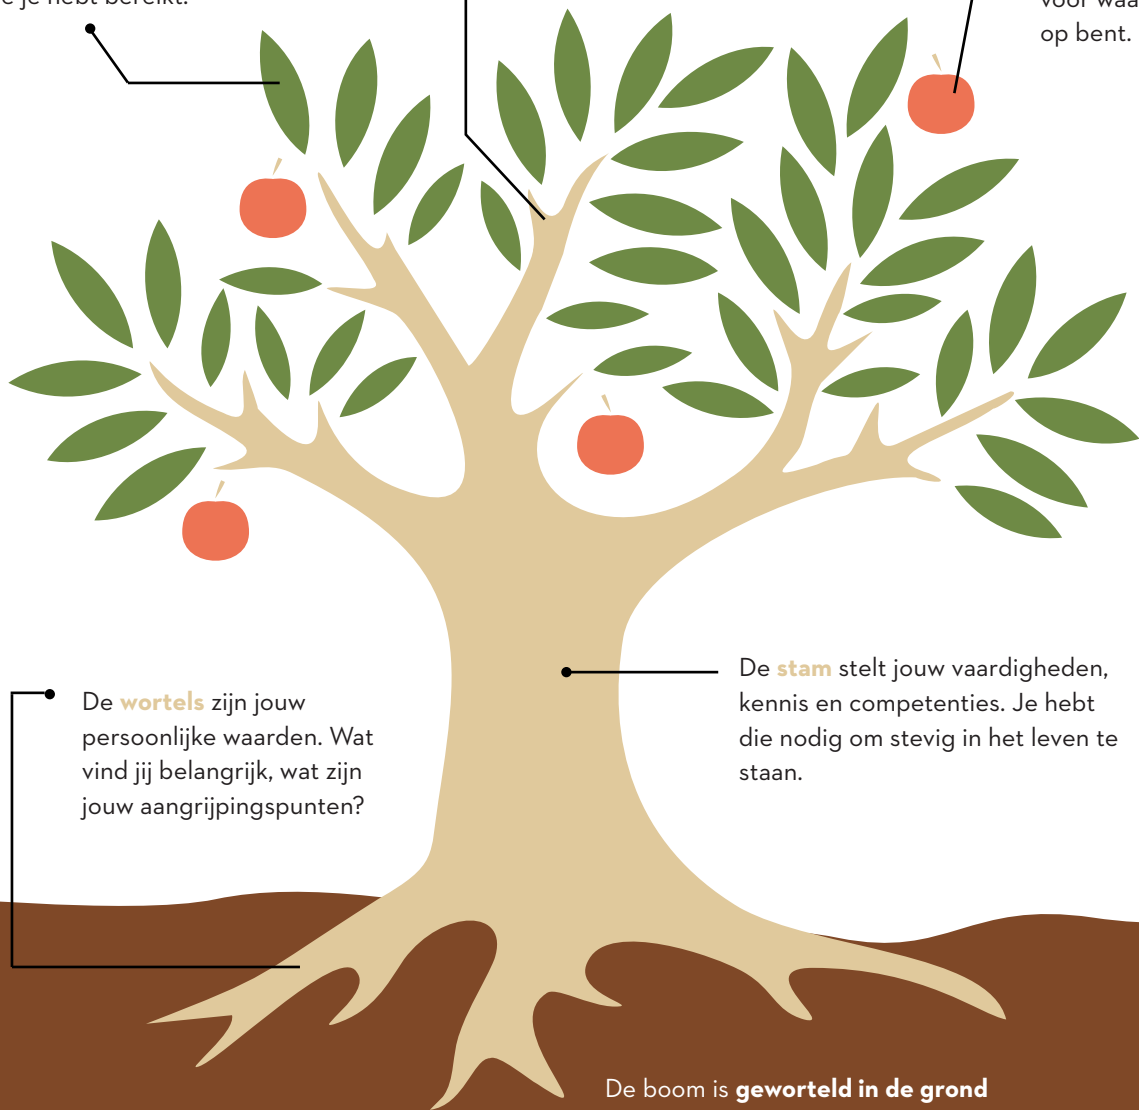 je hebt bereikt.
voor
op bent.
De stam stelt jouw vaardigheden,
kennis en competenties. Je hebt
die nodig om stevig in het leven te
staan.
De wortels zijn jouw
persoonlijke waarden. Wat
vind jij belangrijk, wat zijn
jouw aangrijpingspunten?
De boom is geworteld in de grond